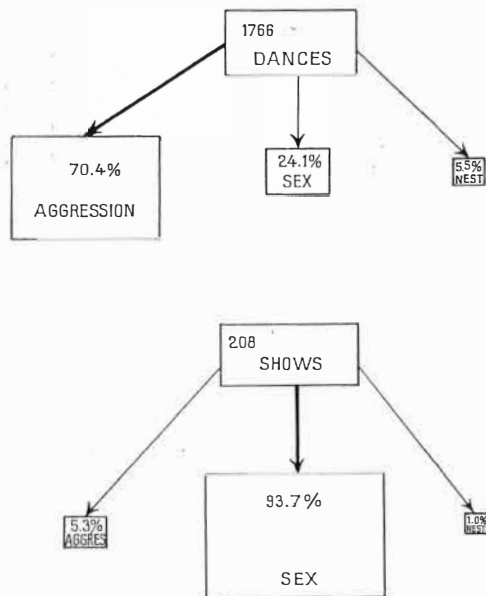 1766
DANCES
70.4%
AGGRESSION
24.1%
SEX
5.5%
NEST
208
SHOWS
5.3%
AGGRES
93.7%
SEX
1.0%
NEST